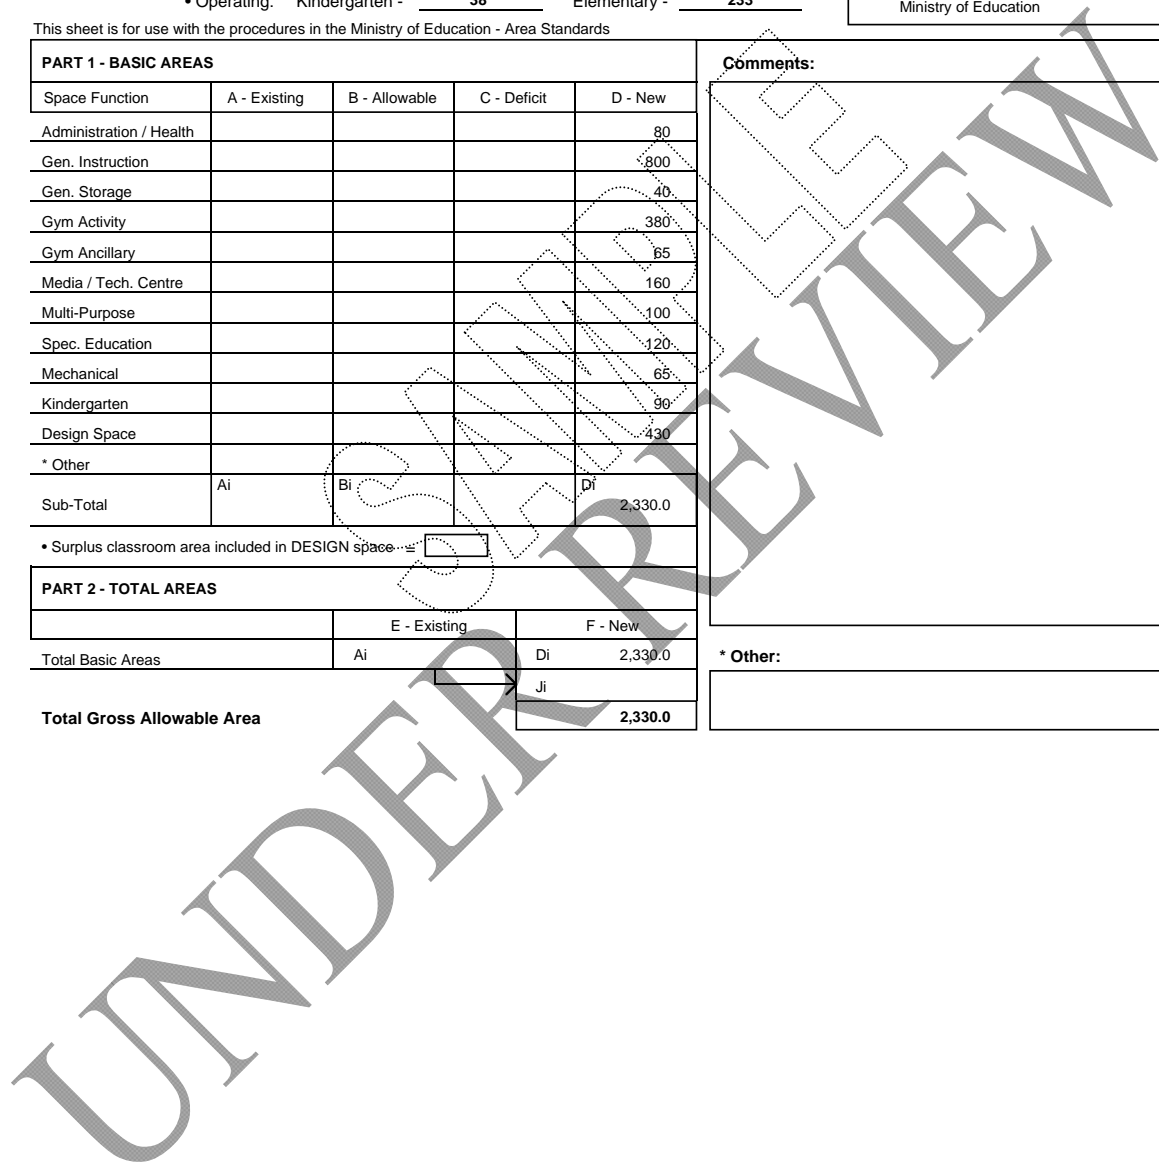 • Operating: Kindergarten - 38 Elementary - 233
Ministry of Education
This sheet is for use with the procedures in the Ministry of Education - Area Standards
PART 1 - BASIC AREAS
Comments:
Space Function A - Existing B - Allowable C - Deficit D - New
Administration / Health 80
Gen. Instruction 800
Gen. Storage 40
Gym Activity 380
Gym Ancillary 65
Media / Tech. Centre 160
Multi-Purpose 100
Spec. Education 120
Mechanical 65
Kindergarten 90
Design Space 430
* Other
Ai Bi Di
Sub-Total 2,330.0
• Surplus classroom area included in DESIGN space =
PART 2 - TOTAL AREAS
E - Existing F - New
Total Basic Areas Ai Di 2,330.0
* Other:
Ji
Total Gross Allowable Area 2,330.0
SAMPLE
UNDER REVIEW